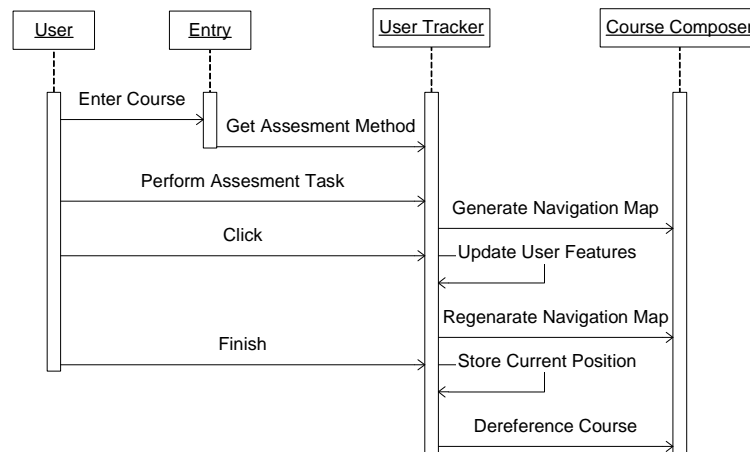 User
Entry
User Tracker
Course Composer
Enter Course
Get Assesment Method
Perform Assesment Task
Generate Navigation Map
Click
Update User Features
Regenarate Navigation Map
Finish
Store Current Position
Dereference Course